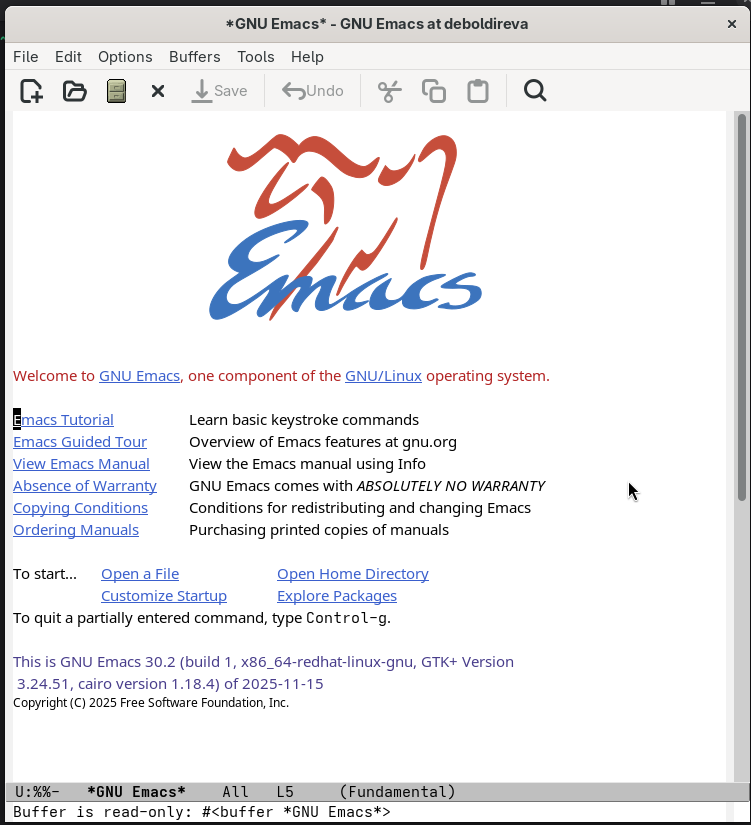 *GNU Emacs* - GNU Emacs at deboldireva
File Edit Options Buffers Tools Help
Save Undo
Emacs
Welcome to GNU Emacs, one component of the GNU/Linux operating system.
Emacs Tutorial Learn basic keystroke commands
Emacs Guided Tour Overview of Emacs features at gnu.org
View Emacs Manual View the Emacs manual using Info
Absence of Warranty GNU Emacs comes with ABSOLUTELY NO WARRANTY
Copying Conditions Conditions for redistributing and changing Emacs
Ordering Manuals Purchasing printed copies of manuals
To start... Open a File Open Home Directory
Customize Startup Explore Packages
To quit a partially entered command, type Control-g.
This is GNU Emacs 30.2 (build 1, x86_64-redhat-linux-gnu, GTK+ Version
3.24.51, cairo version 1.18.4) of 2025-11-15
Copyright (C) 2025 Free Software Foundation, Inc.
U:%%- *GNU Emacs* All L5 (Fundamental)
Buffer is read-only: #<buffer *GNU Emacs*>